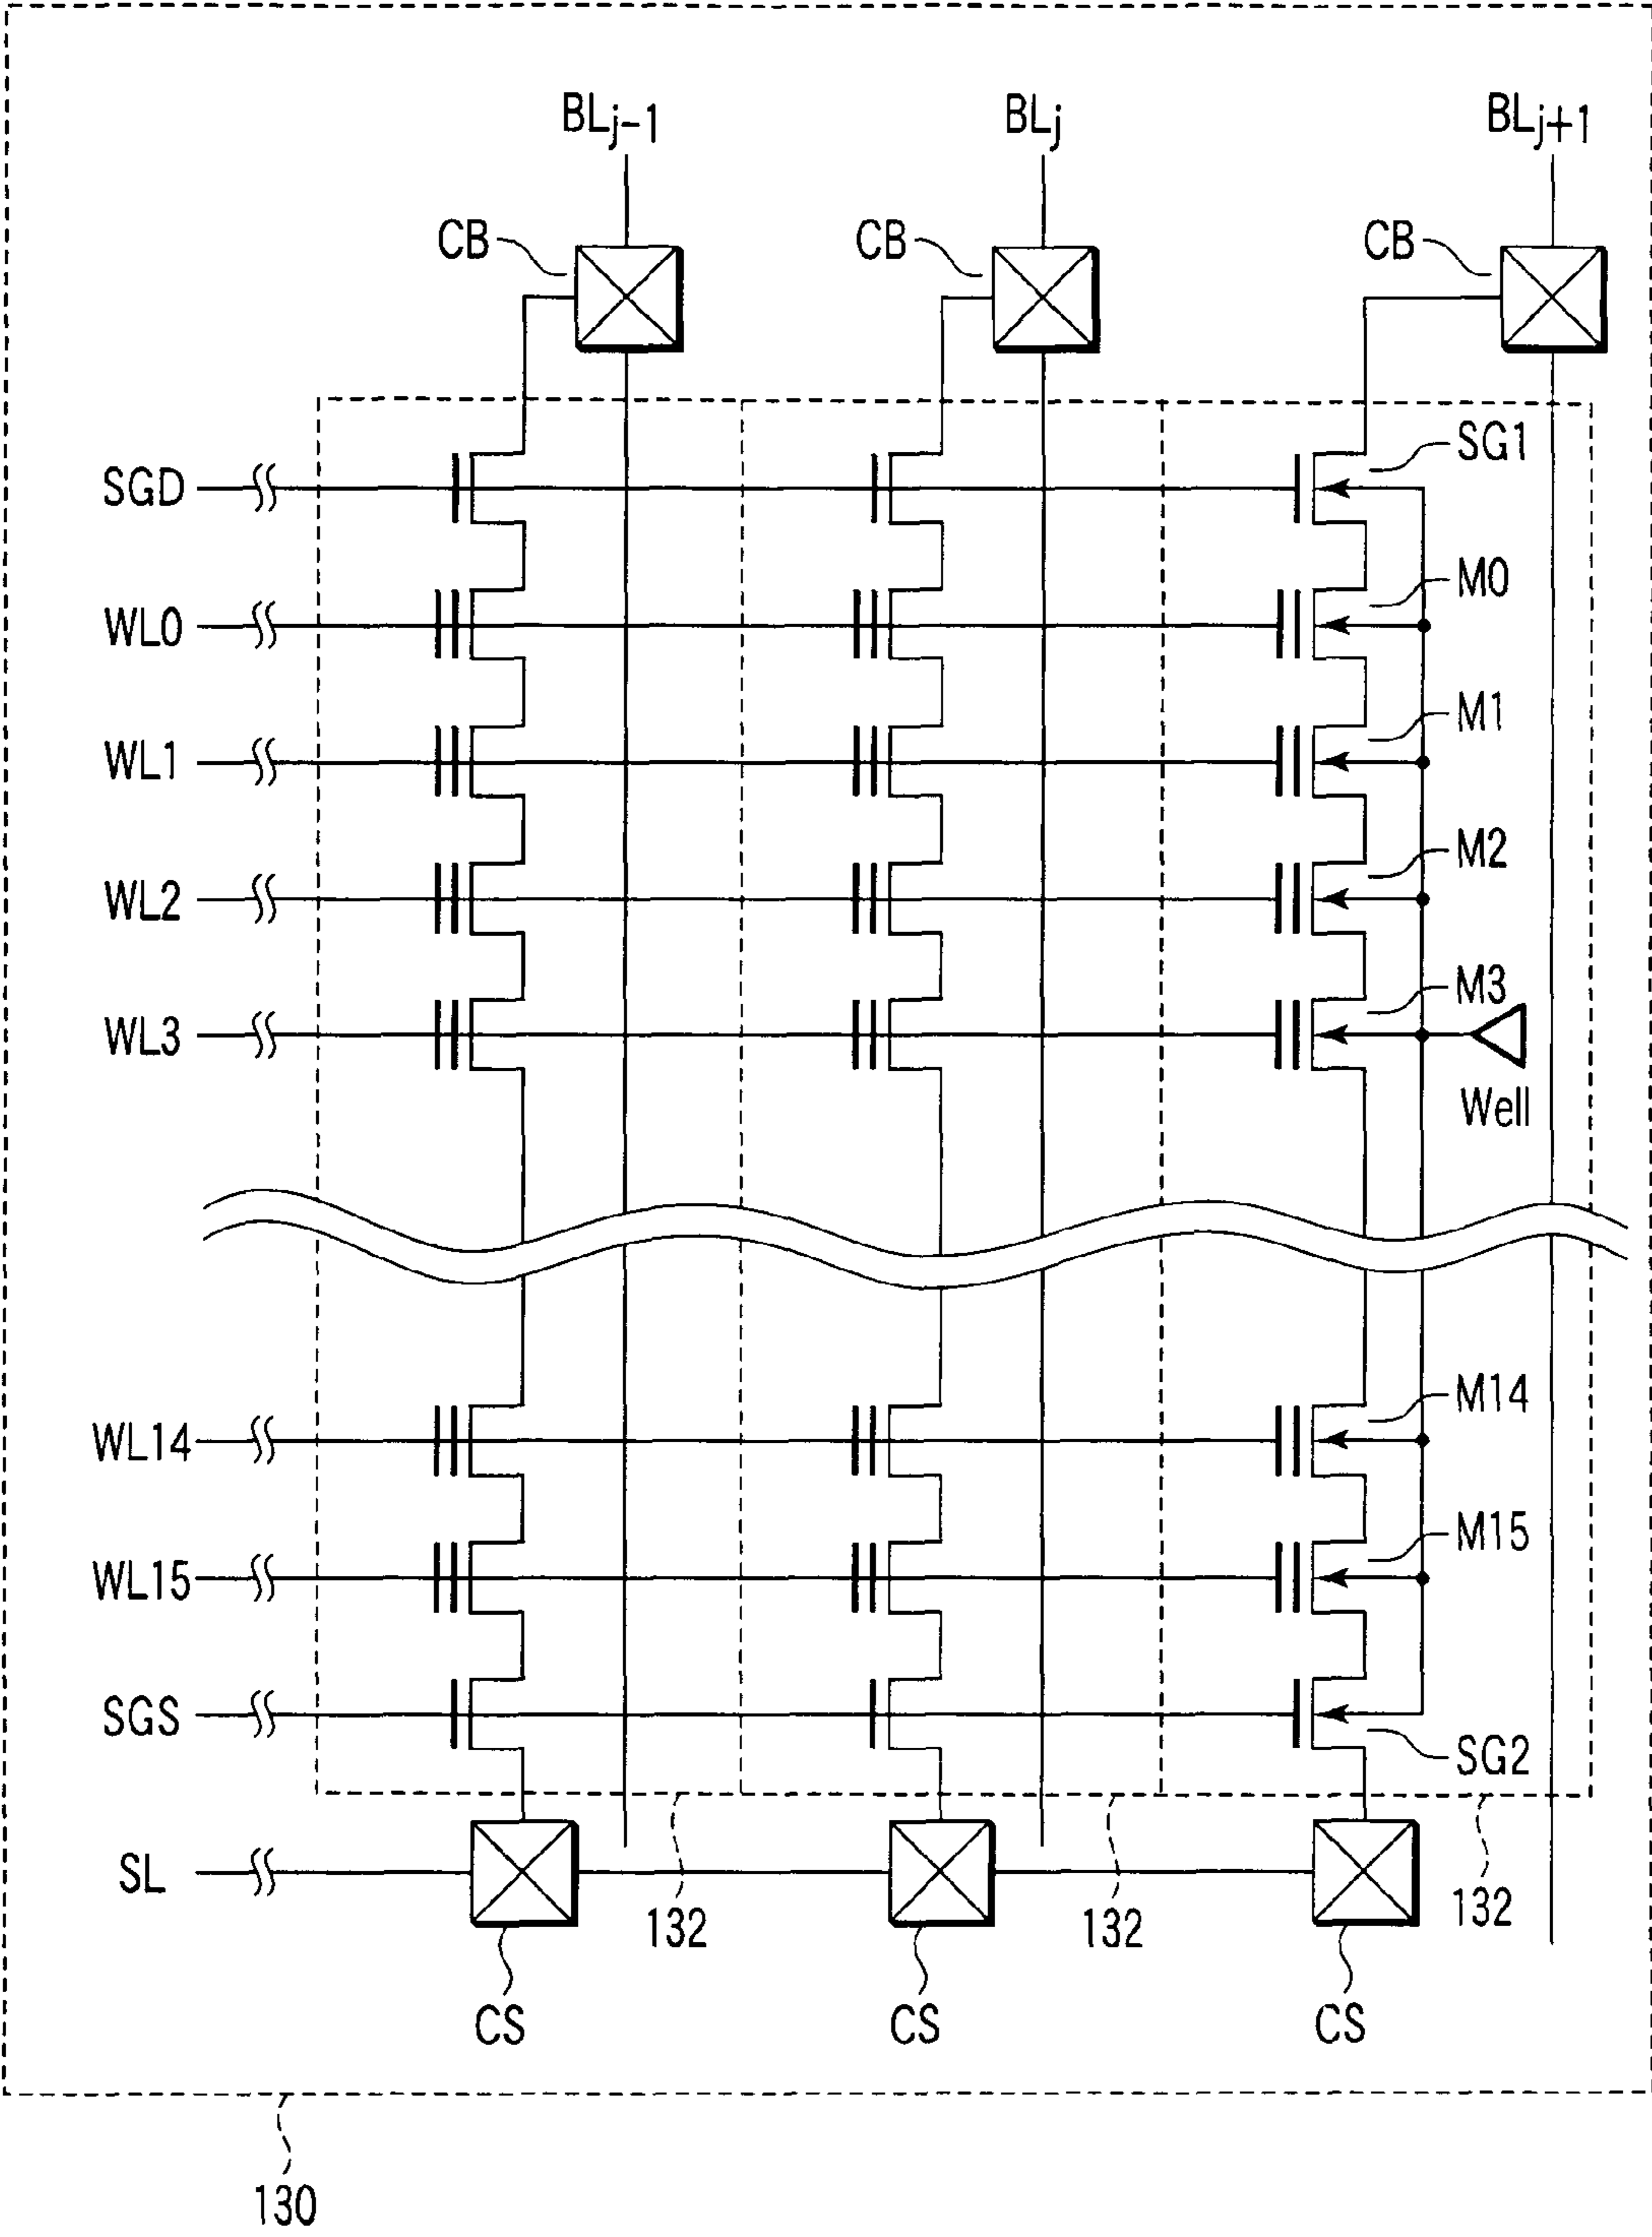 BLj-1 BLj BLj+1
CB CB CB
SG1
SGD
M0
WL0
M1
WL1
M2
WL2
M3
WL3
Well
M14
WL14
M15
WL15
SGS
SG2
SL
132 132 132
CS CS CS
130